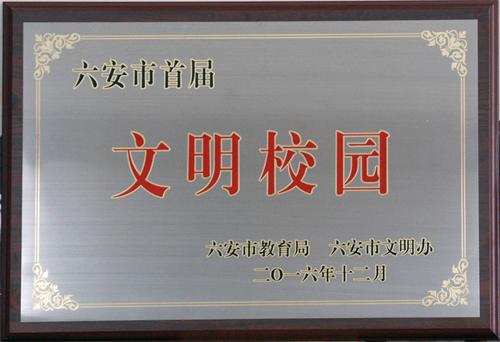 六安市首届
文明校园
六安市教育局 六安市文明办
二〇一六年十二月